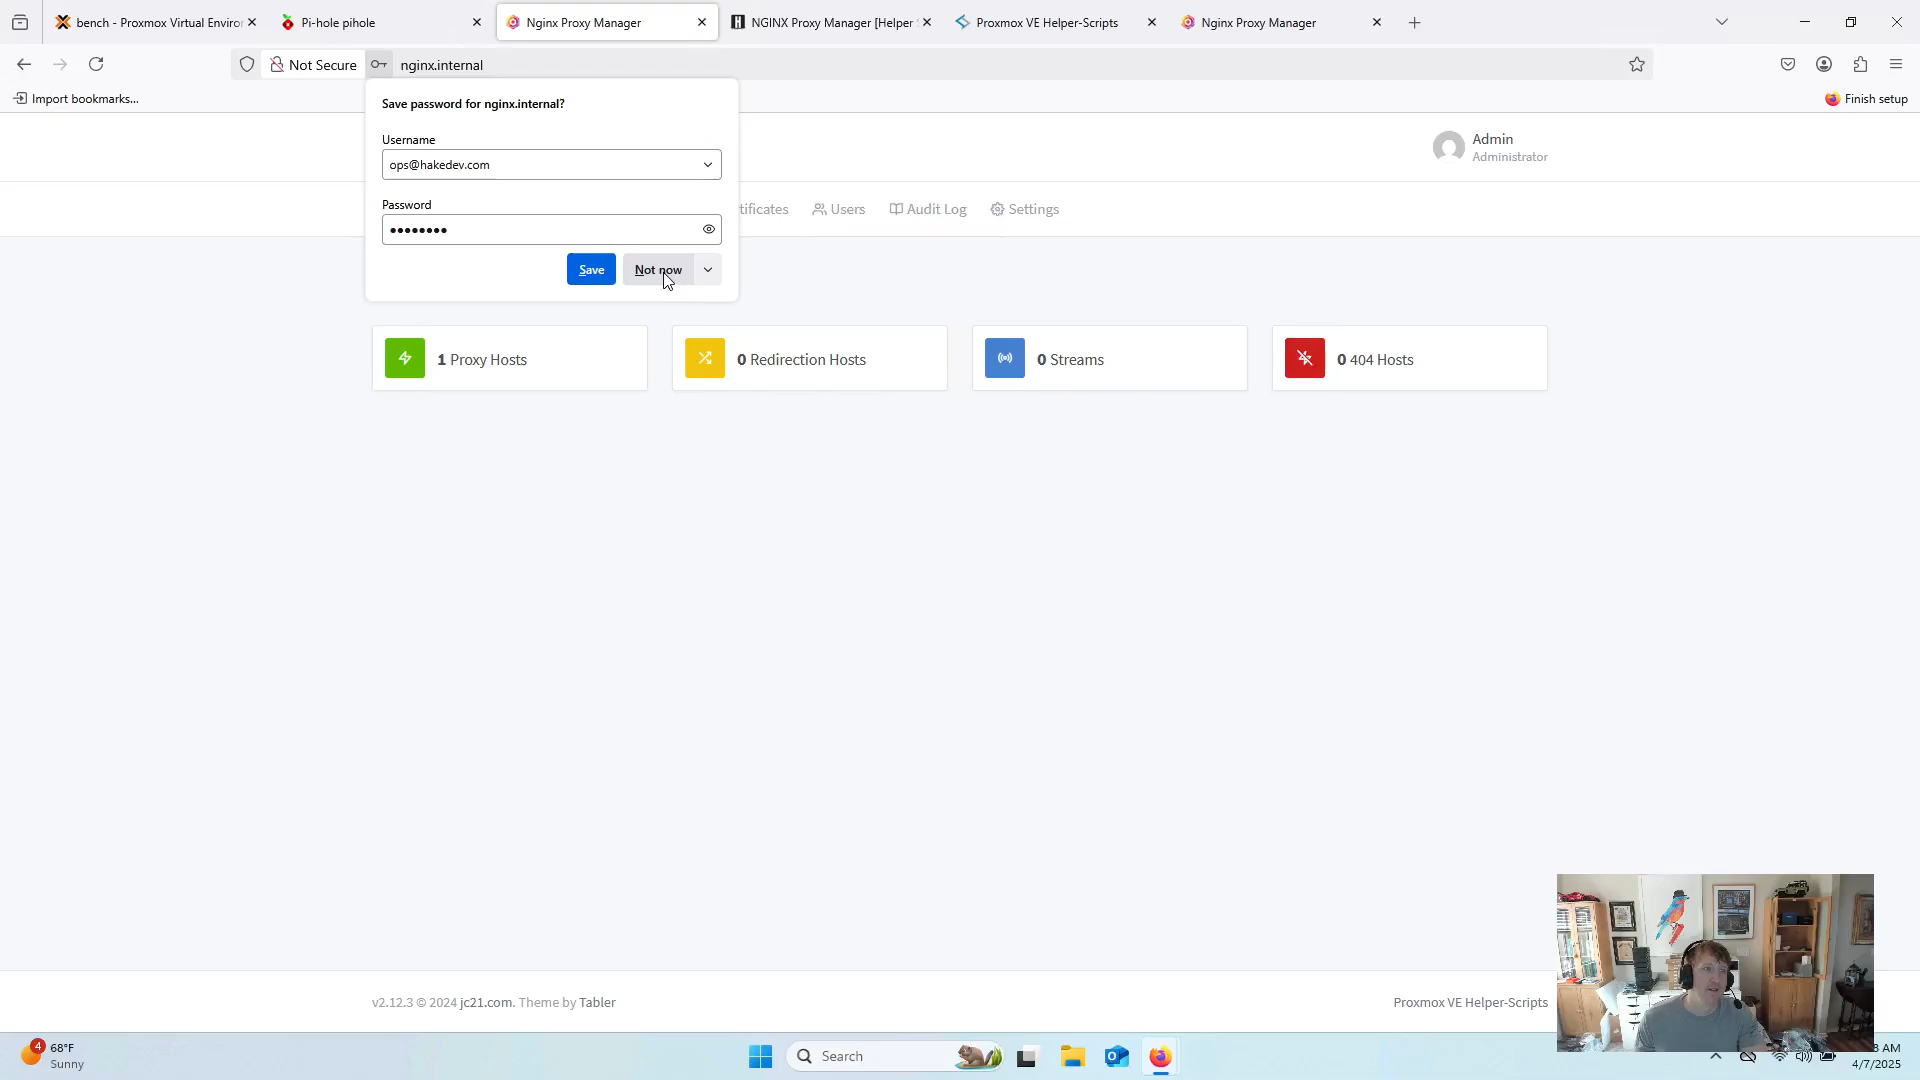 bench - Proxmox Virtual Enviro
Pi-hole pihole
Nginx Proxy Manager
NGINX Proxy Manager [Helper
Proxmox VE Helper-Scripts
Nginx Proxy Manager
Not Secure
nginx.internal
Import bookmarks...
Finish setup
Save password for nginx.internal?
Username
ops@hakedev.com
Password
Save
Not now
Admin
Administrator
tificates
Users
Audit Log
Settings
1 Proxy Hosts
0 Redirection Hosts
0 Streams
0 404 Hosts
v2.12.3 © 2024 jc21.com. Theme by Tabler
Proxmox VE Helper-Scripts
4
68°F
Sunny
Search
8 AM
4/7/2025